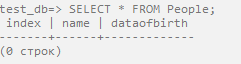 test_db=> SELECT * FROM People;
 index | name | dataofbirth
-------+------+-------------
(0 строк)